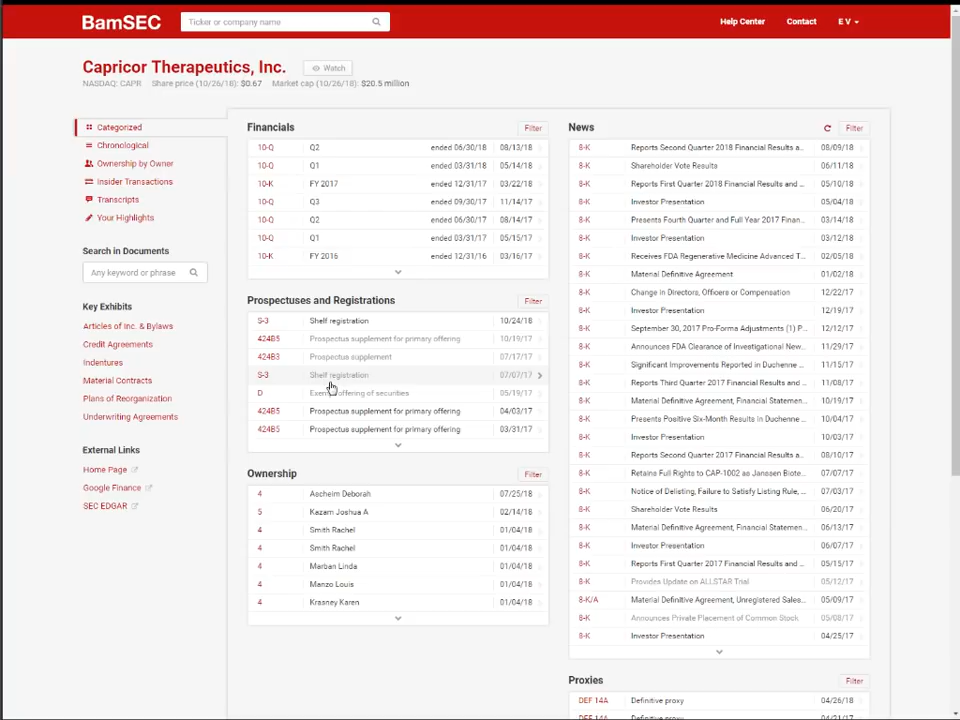 BamSEC
Ticker or company name
Help Center
Contact
E V
Capricor Therapeutics, Inc.
Watch
NASDAQ: CAPR Share price (10/26/18): $0.67 Market cap (10/26/18): $20.5 million
Categorized
Chronological
Ownership by Owner
Insider Transactions
Transcripts
Your Highlights
Search in Documents
Any keyword or phrase
Key Exhibits
Articles of Inc. & Bylaws
Credit Agreements
Indentures
Material Contracts
Plans of Reorganization
Underwriting Agreements
External Links
Home Page
Google Finance
SEC EDGAR
Financials
Filter
10-Q Q2 ended 06/30/18 08/13/18
10-Q Q1 ended 03/31/18 05/14/18
10-K FY 2017 ended 12/31/17 03/22/18
10-Q Q3 ended 09/30/17 11/14/17
10-Q Q2 ended 06/30/17 08/14/17
10-Q Q1 ended 03/31/17 05/15/17
10-K FY 2016 ended 12/31/16 03/16/17
Prospectuses and Registrations
Filter
S-3 Shelf registration 10/24/18
424B5 Prospectus supplement for primary offering 10/19/17
424B3 Prospectus supplement 07/17/17
S-3 Shelf registration 07/07/17
D Exempt offering of securities 05/19/17
424B5 Prospectus supplement for primary offering 04/03/17
424B5 Prospectus supplement for primary offering 03/31/17
Ownership
Filter
4 Ascheim Deborah 07/25/18
5 Kazam Joshua A 02/14/18
4 Smith Rachel 01/04/18
4 Smith Rachel 01/04/18
4 Marban Linda 01/04/18
4 Manzo Louis 01/04/18
4 Krasney Karen 01/04/18
News
Filter
8-K Reports Second Quarter 2018 Financial Results a... 08/09/18
8-K Shareholder Vote Results 06/11/18
8-K Reports First Quarter 2018 Financial Results and ... 05/10/18
8-K Investor Presentation 05/04/18
8-K Presents Fourth Quarter and Full Year 2017 Finan... 03/14/18
8-K Investor Presentation 03/12/18
8-K Receives FDA Regenerative Medicine Advanced T... 02/05/18
8-K Material Definitive Agreement 01/02/18
8-K Change in Directors, Officers or Compensation 12/22/17
8-K Investor Presentation 12/19/17
8-K September 30, 2017 Pro-Forma Adjustments (1) P... 12/12/17
8-K Announces FDA Clearance of Investigational New... 11/29/17
8-K Significant Improvements Reported in Duchenne ... 11/15/17
8-K Reports Third Quarter 2017 Financial Results and ... 11/08/17
8-K Material Definitive Agreement, Financial Statemen... 10/19/17
8-K Presents Positive Six-Month Results In Duchenne ... 10/04/17
8-K Investor Presentation 10/03/17
8-K Reports Second Quarter 2017 Financial Results a... 08/10/17
8-K Retains Full Rights to CAP-1002 as Janssen Biote... 07/07/17
8-K Notice of Delisting, Failure to Satisfy Listing Rule, ... 07/03/17
8-K Shareholder Vote Results 06/20/17
8-K Material Definitive Agreement, Financial Statemen... 06/13/17
8-K Investor Presentation 06/07/17
8-K Reports First Quarter 2017 Financial Results and ... 05/15/17
8-K Provides Update on ALLSTAR Trial 05/12/17
8-K/A Material Definitive Agreement, Unregistered Sales... 05/09/17
8-K Announces Private Placement of Common Stock 05/08/17
8-K Investor Presentation 04/25/17
Proxies
Filter
DEF 14A Definitive proxy 04/26/18
DEF 14A Definitive proxy 04/21/17